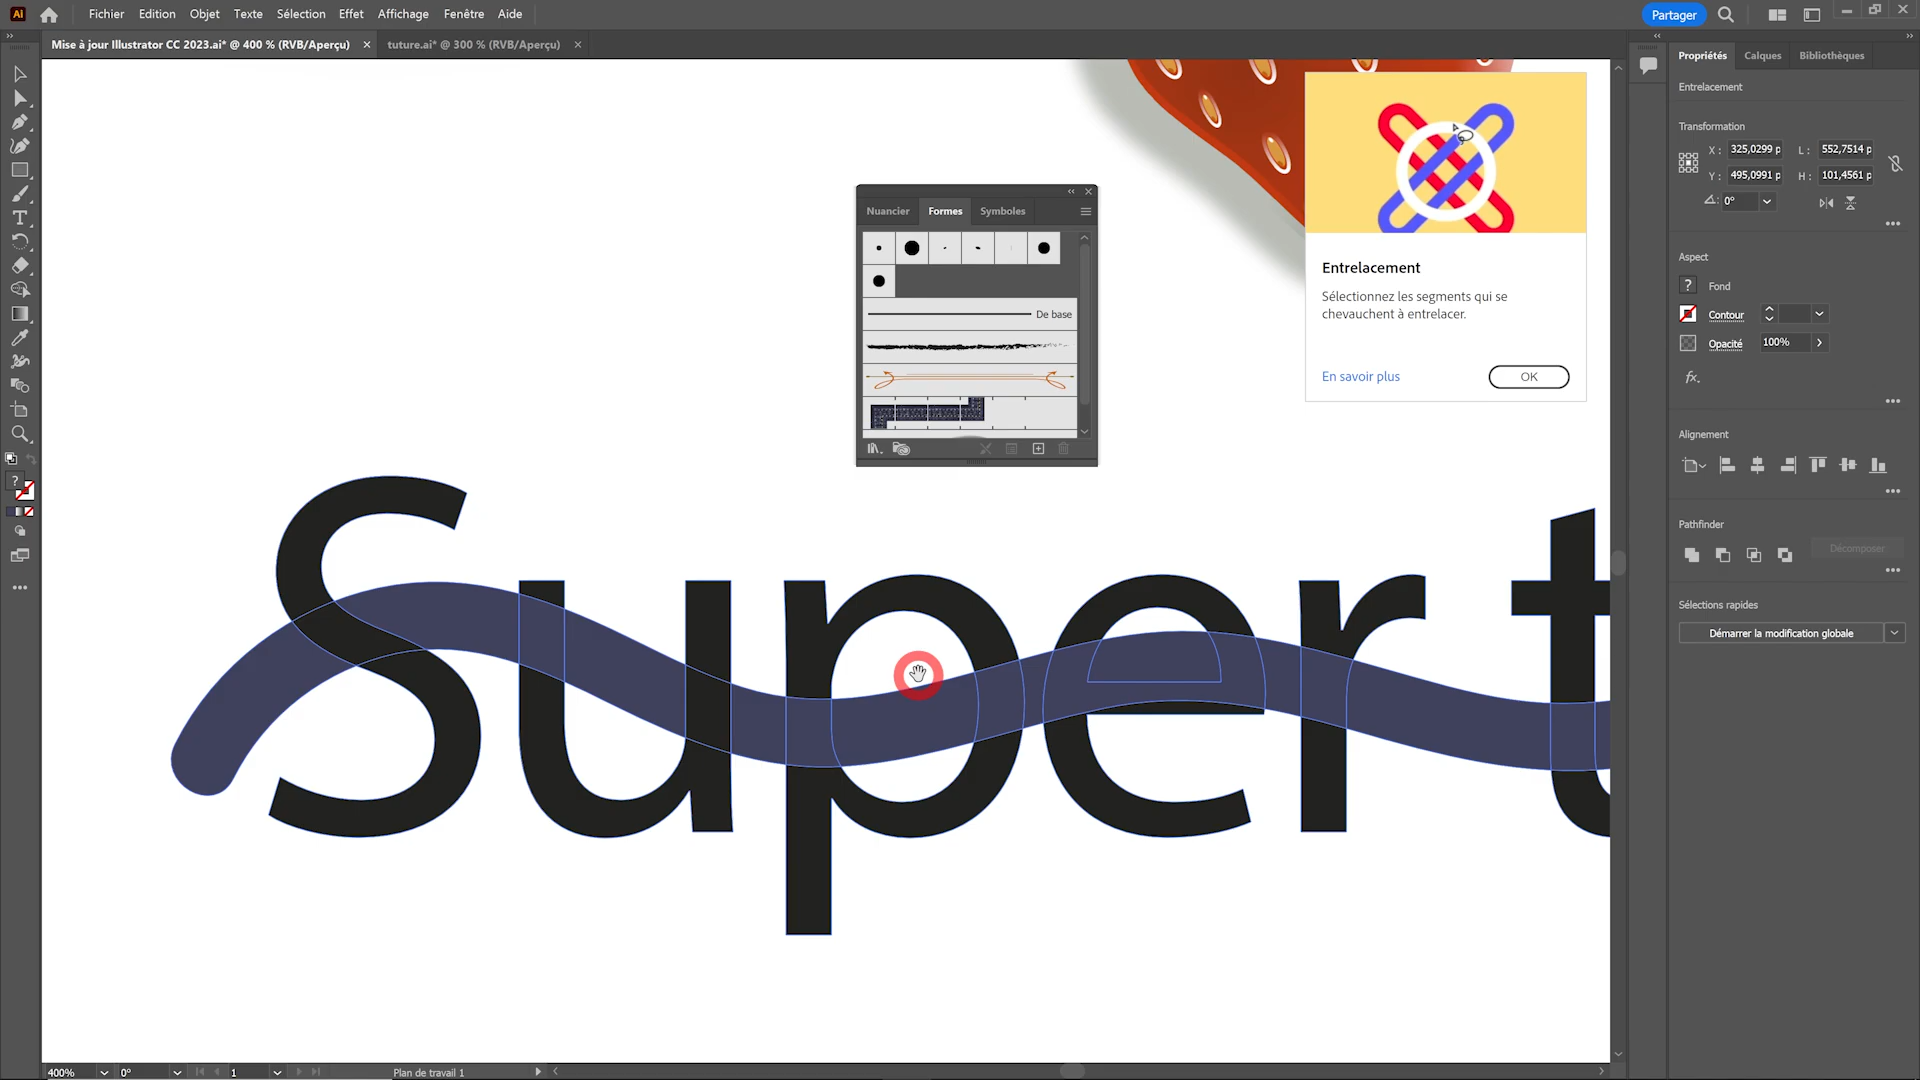 Ai
Fichier Edition Objet Texte Sélection Effet Affichage Fenêtre Aide
Partager
Mise à jour Illustrator CC 2023.ai* @ 400 % (RVB/Aperçu) ×
tuture.ai* @ 300 % (RVB/Aperçu) ×
Propriétés Calques Bibliothèques
Entrelacement
Transformation
X : 325,0299 p L : 552,7514 p
Y : 495,0991 p H : 101,4561 p
0°
Aspect
? Fond
Contour
Opacité 100%
fx.
Alignement
Pathfinder
Décomposer
Sélections rapides
Démarrer la modification globale
Nuancier Formes Symboles
De base
Entrelacement
Sélectionnez les segments qui se
chevauchent à entrelacer.
En savoir plus OK
?
Super t
400% 0° 1 Plan de travail 1